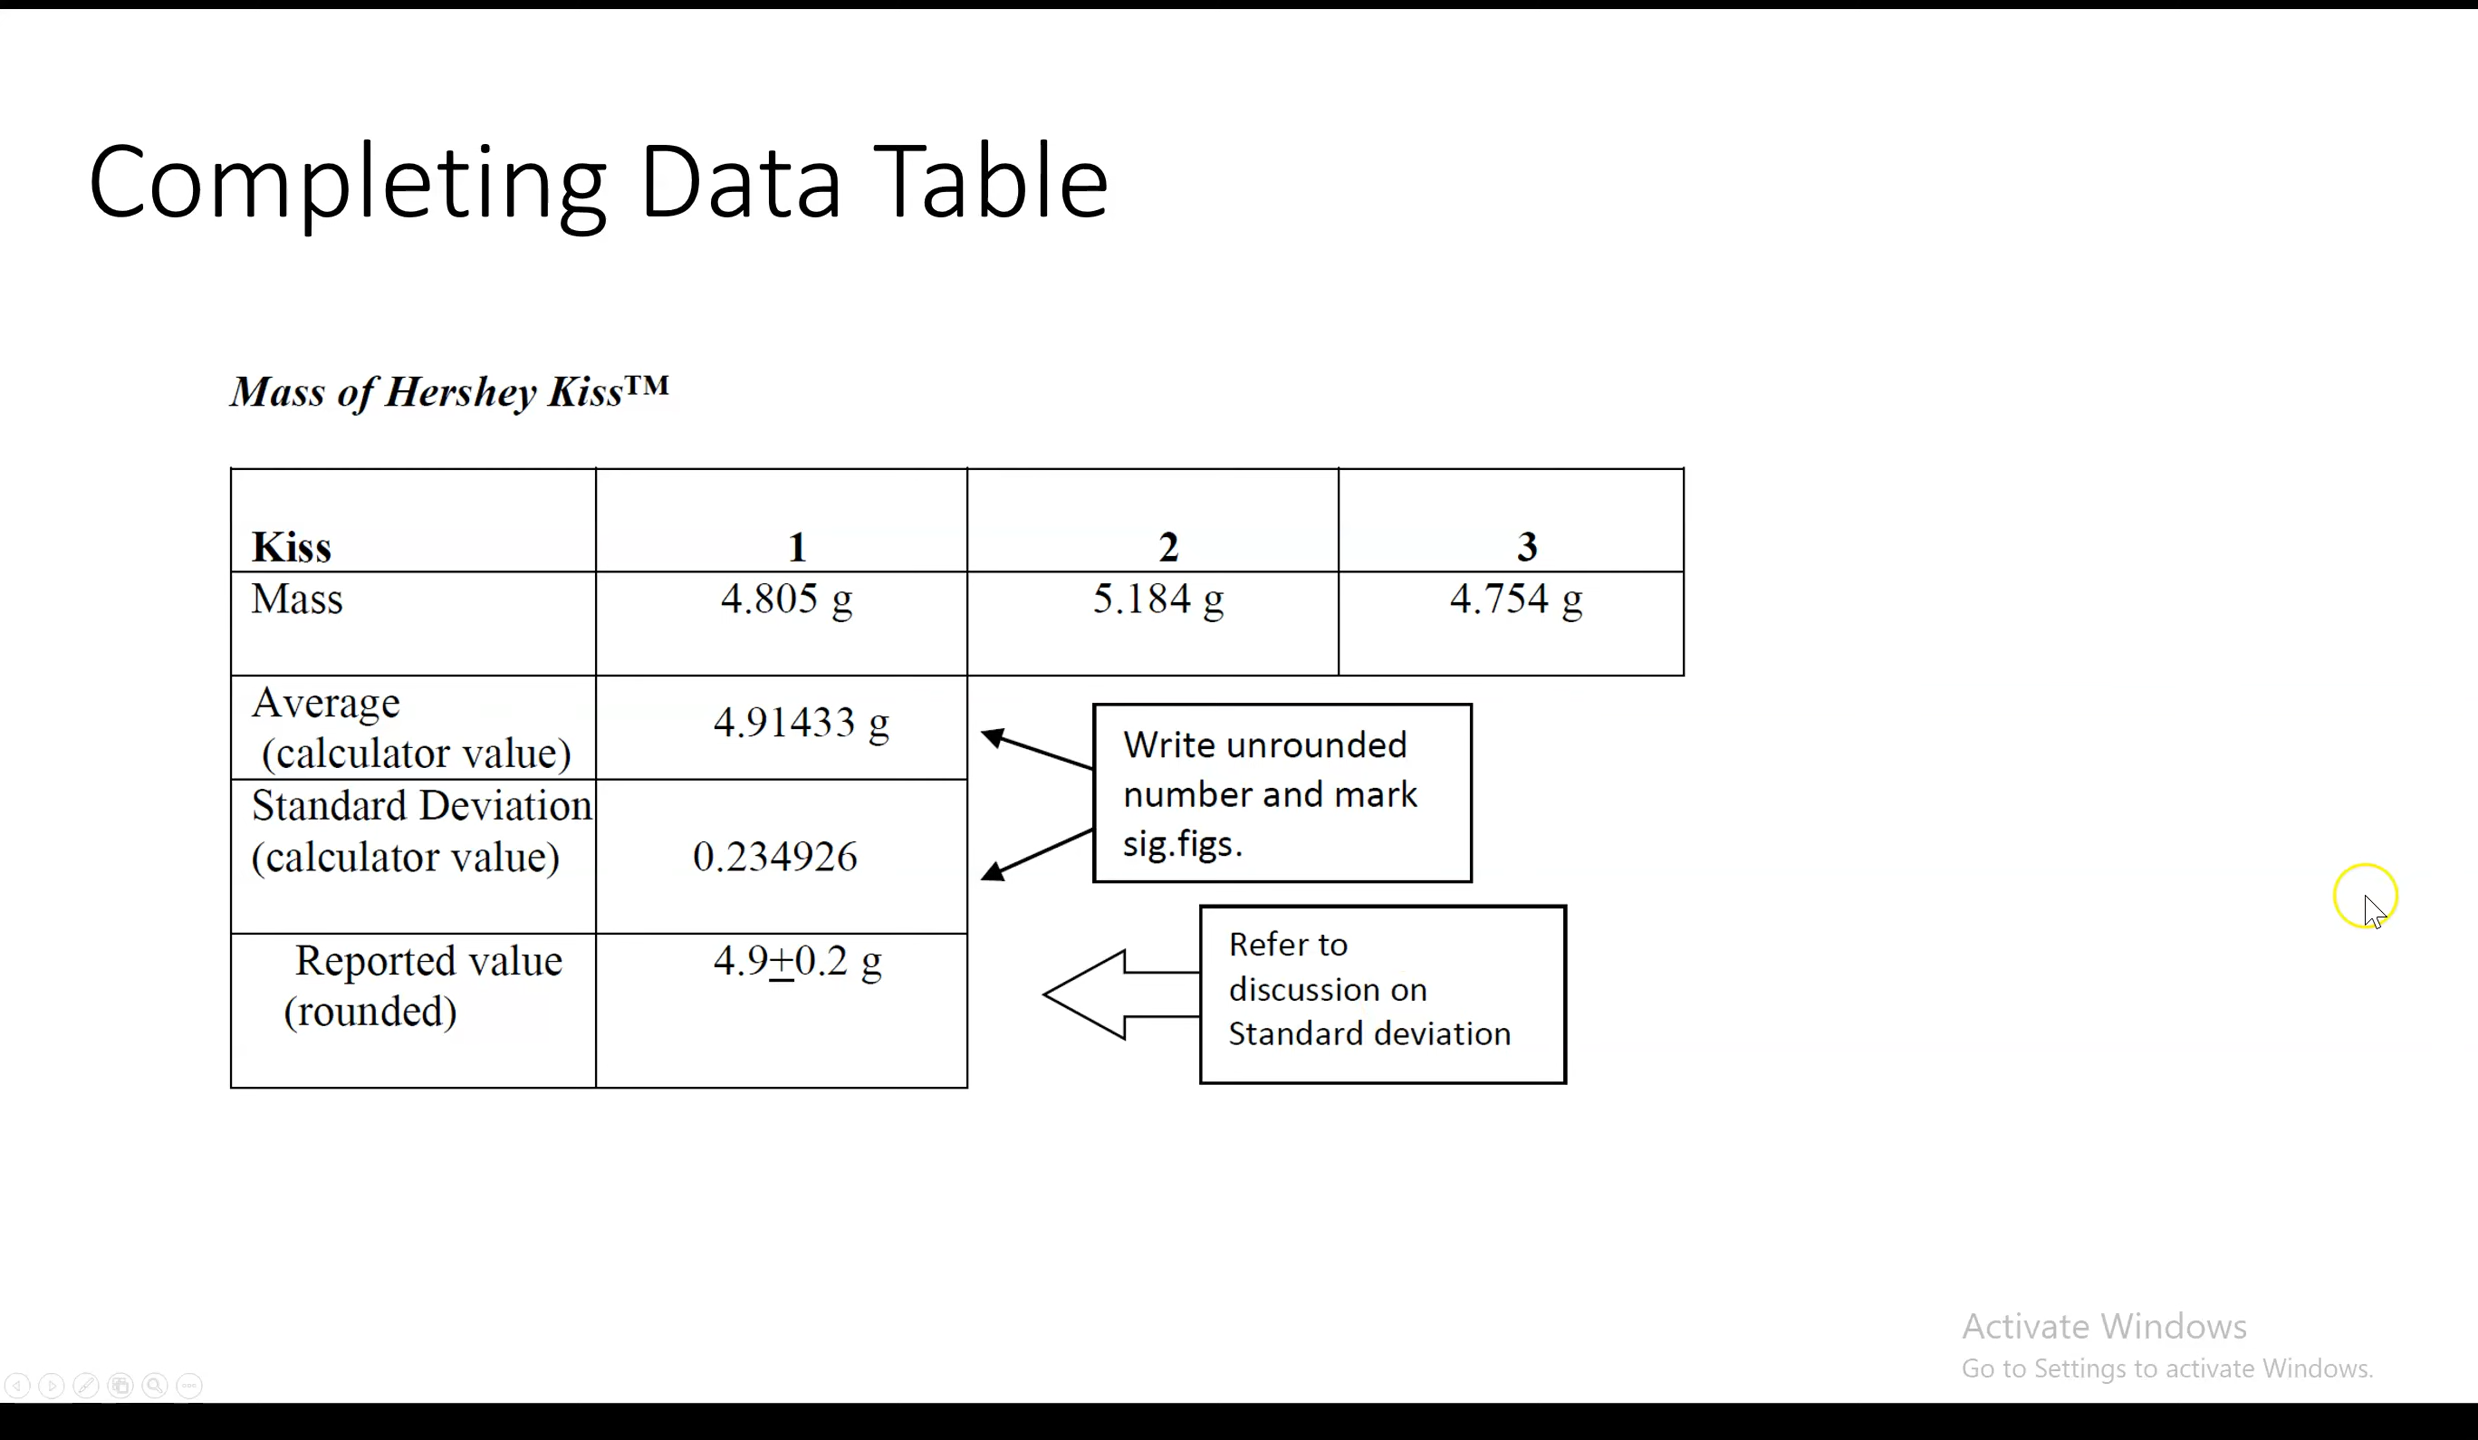 Completing Data Table
Mass of Hershey Kiss™
Kiss 1 2 3
Mass 4.805 g 5.184 g 4.754 g
Average
(calculator value)
4.91433 g
Standard Deviation
(calculator value)
0.234926
Reported value
(rounded)
4.9±0.2 g
Write unrounded
number and mark
sig.figs.
Refer to
discussion on
Standard deviation
Activate Windows
Go to Settings to activate Windows.